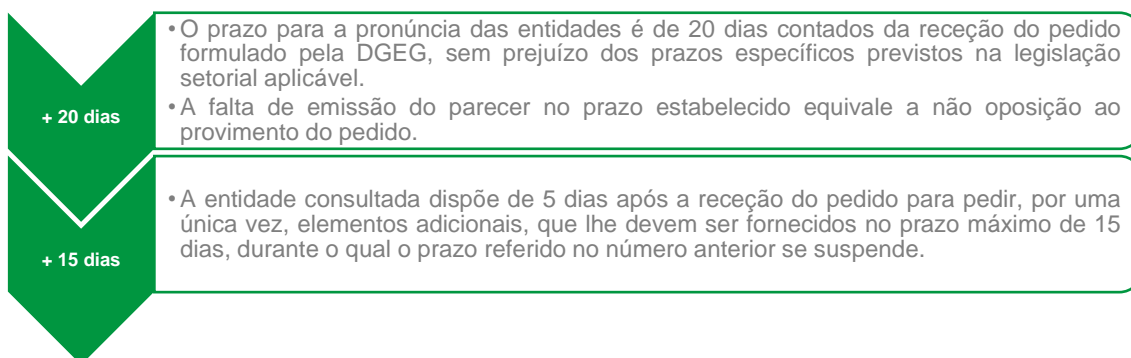 + 20 dias
•O prazo para a pronúncia das entidades é de 20 dias contados da receção do pedido
formulado pela DGEG, sem prejuízo dos prazos específicos previstos na legislação
setorial aplicável.
•A falta de emissão do parecer no prazo estabelecido equivale a não oposição ao
provimento do pedido.
+ 15 dias
•A entidade consultada dispõe de 5 dias após a receção do pedido para pedir, por uma
única vez, elementos adicionais, que lhe devem ser fornecidos no prazo máximo de 15
dias, durante o qual o prazo referido no número anterior se suspende.